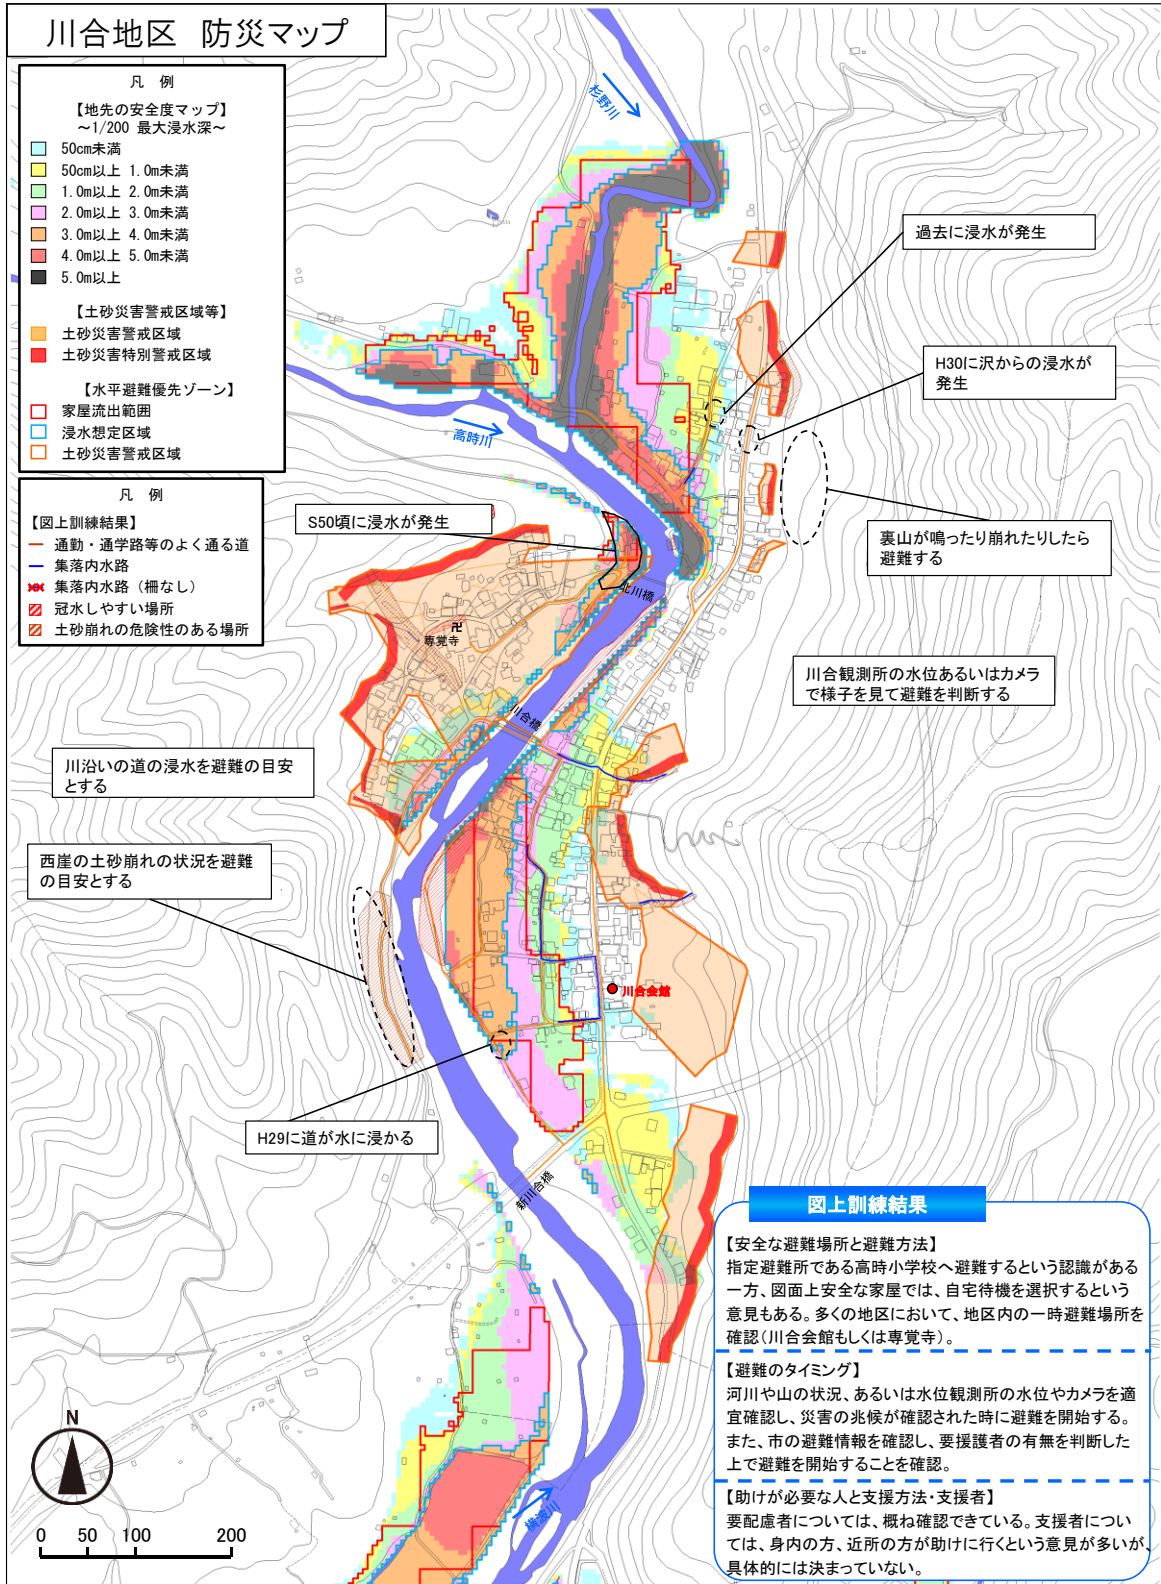 川合地区 防災マップ
凡 例
【地先の安全度マップ】
～1/200 最大浸水深～
50cm未満
50cm以上 1.0m未満
1.0m以上 2.0m未満
2.0m以上 3.0m未満
3.0m以上 4.0m未満
4.0m以上 5.0m未満
5.0m以上
【土砂災害警戒区域等】
土砂災害警戒区域
土砂災害特別警戒区域
【水平避難優先ゾーン】
家屋流出範囲
浸水想定区域
土砂災害警戒区域
凡 例
【図上訓練結果】
通勤・通学路等のよく通る道
集落内水路
集落内水路（柵なし）
冠水しやすい場所
土砂崩れの危険性のある場所
杉野川
過去に浸水が発生
H30に沢からの浸水が
発生
高時川
S50頃に浸水が発生
裏山が鳴ったり崩れたりしたら
避難する
北川橋
卍
専覚寺
川合観測所の水位あるいはカメラ
で様子を見て避難を判断する
川合橋
川沿いの道の浸水を避難の目安
とする
西崖の土砂崩れの状況を避難
の目安とする
川合会館
H29に道が水に浸かる
新川合橋
横波川
N
0 50 100 200
図上訓練結果
【安全な避難場所と避難方法】
指定避難所である高時小学校へ避難するという認識がある
一方、図面上安全な家屋では、自宅待機を選択するという
意見もある。多くの地区において、地区内の一時避難場所を
確認（川合会館もしくは専覚寺）。
【避難のタイミング】
河川や山の状況、あるいは水位観測所の水位やカメラを適
宜確認し、災害の兆候が確認された時に避難を開始する。
また、市の避難情報を確認し、要援護者の有無を判断した
上で避難を開始することを確認。
【助けが必要な人と支援方法・支援者】
要配慮者については、概ね確認できている。支援者につい
ては、身内の方、近所の方が助けに行くという意見が多いが、
具体的には決まっていない。